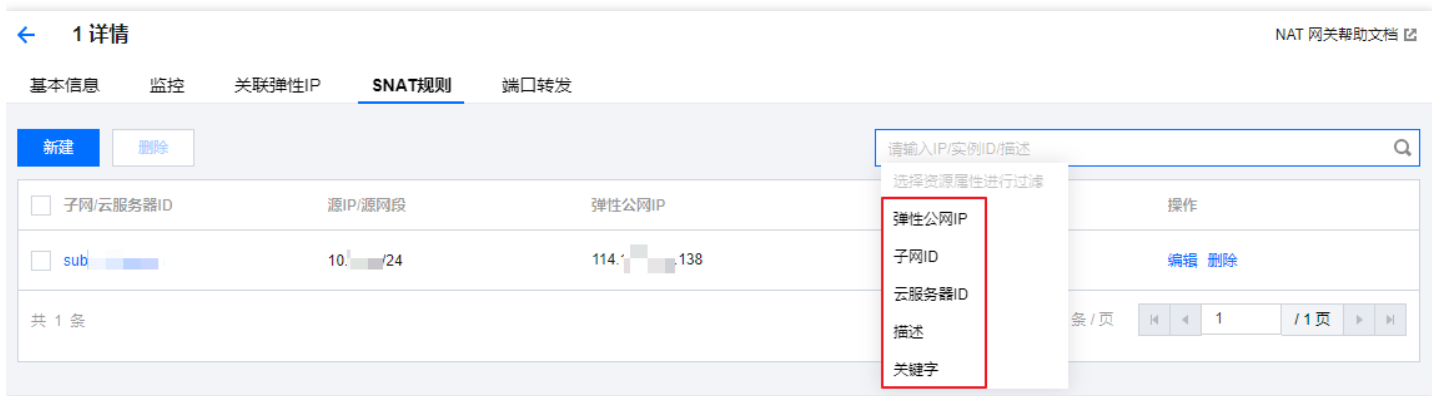 1 详情
NAT 网关帮助文档
基本信息 监控 关联弹性IP SNAT规则 端口转发
新建 删除
请输入IP/实例ID/描述
选择资源属性进行过滤
子网/云服务器ID 源IP/源网段 弹性公网IP 操作
弹性公网IP
子网ID
sub 10. /24 114. .138 编辑 删除
云服务器ID
共 1 条 条/页 1 /1页
描述
关键字